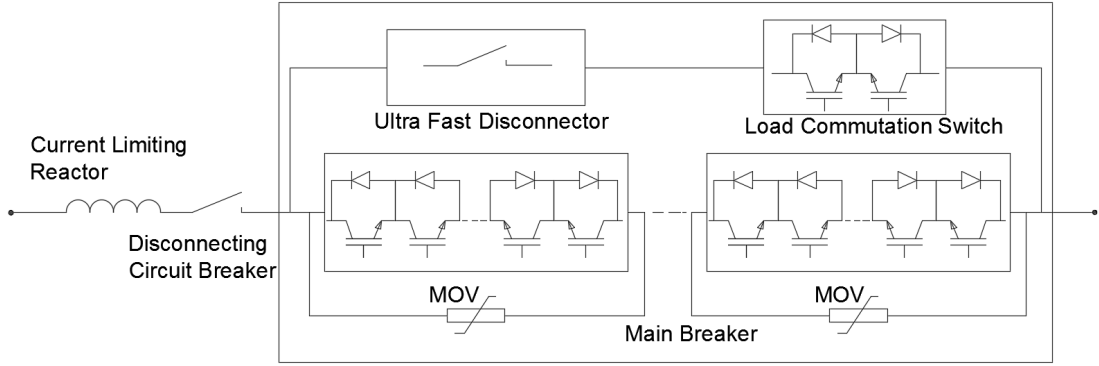 Ultra Fast Disconnector
Load Commutation Switch
Current Limiting
Reactor
Disconnecting
Circuit Breaker
MOV
MOV
Main Breaker